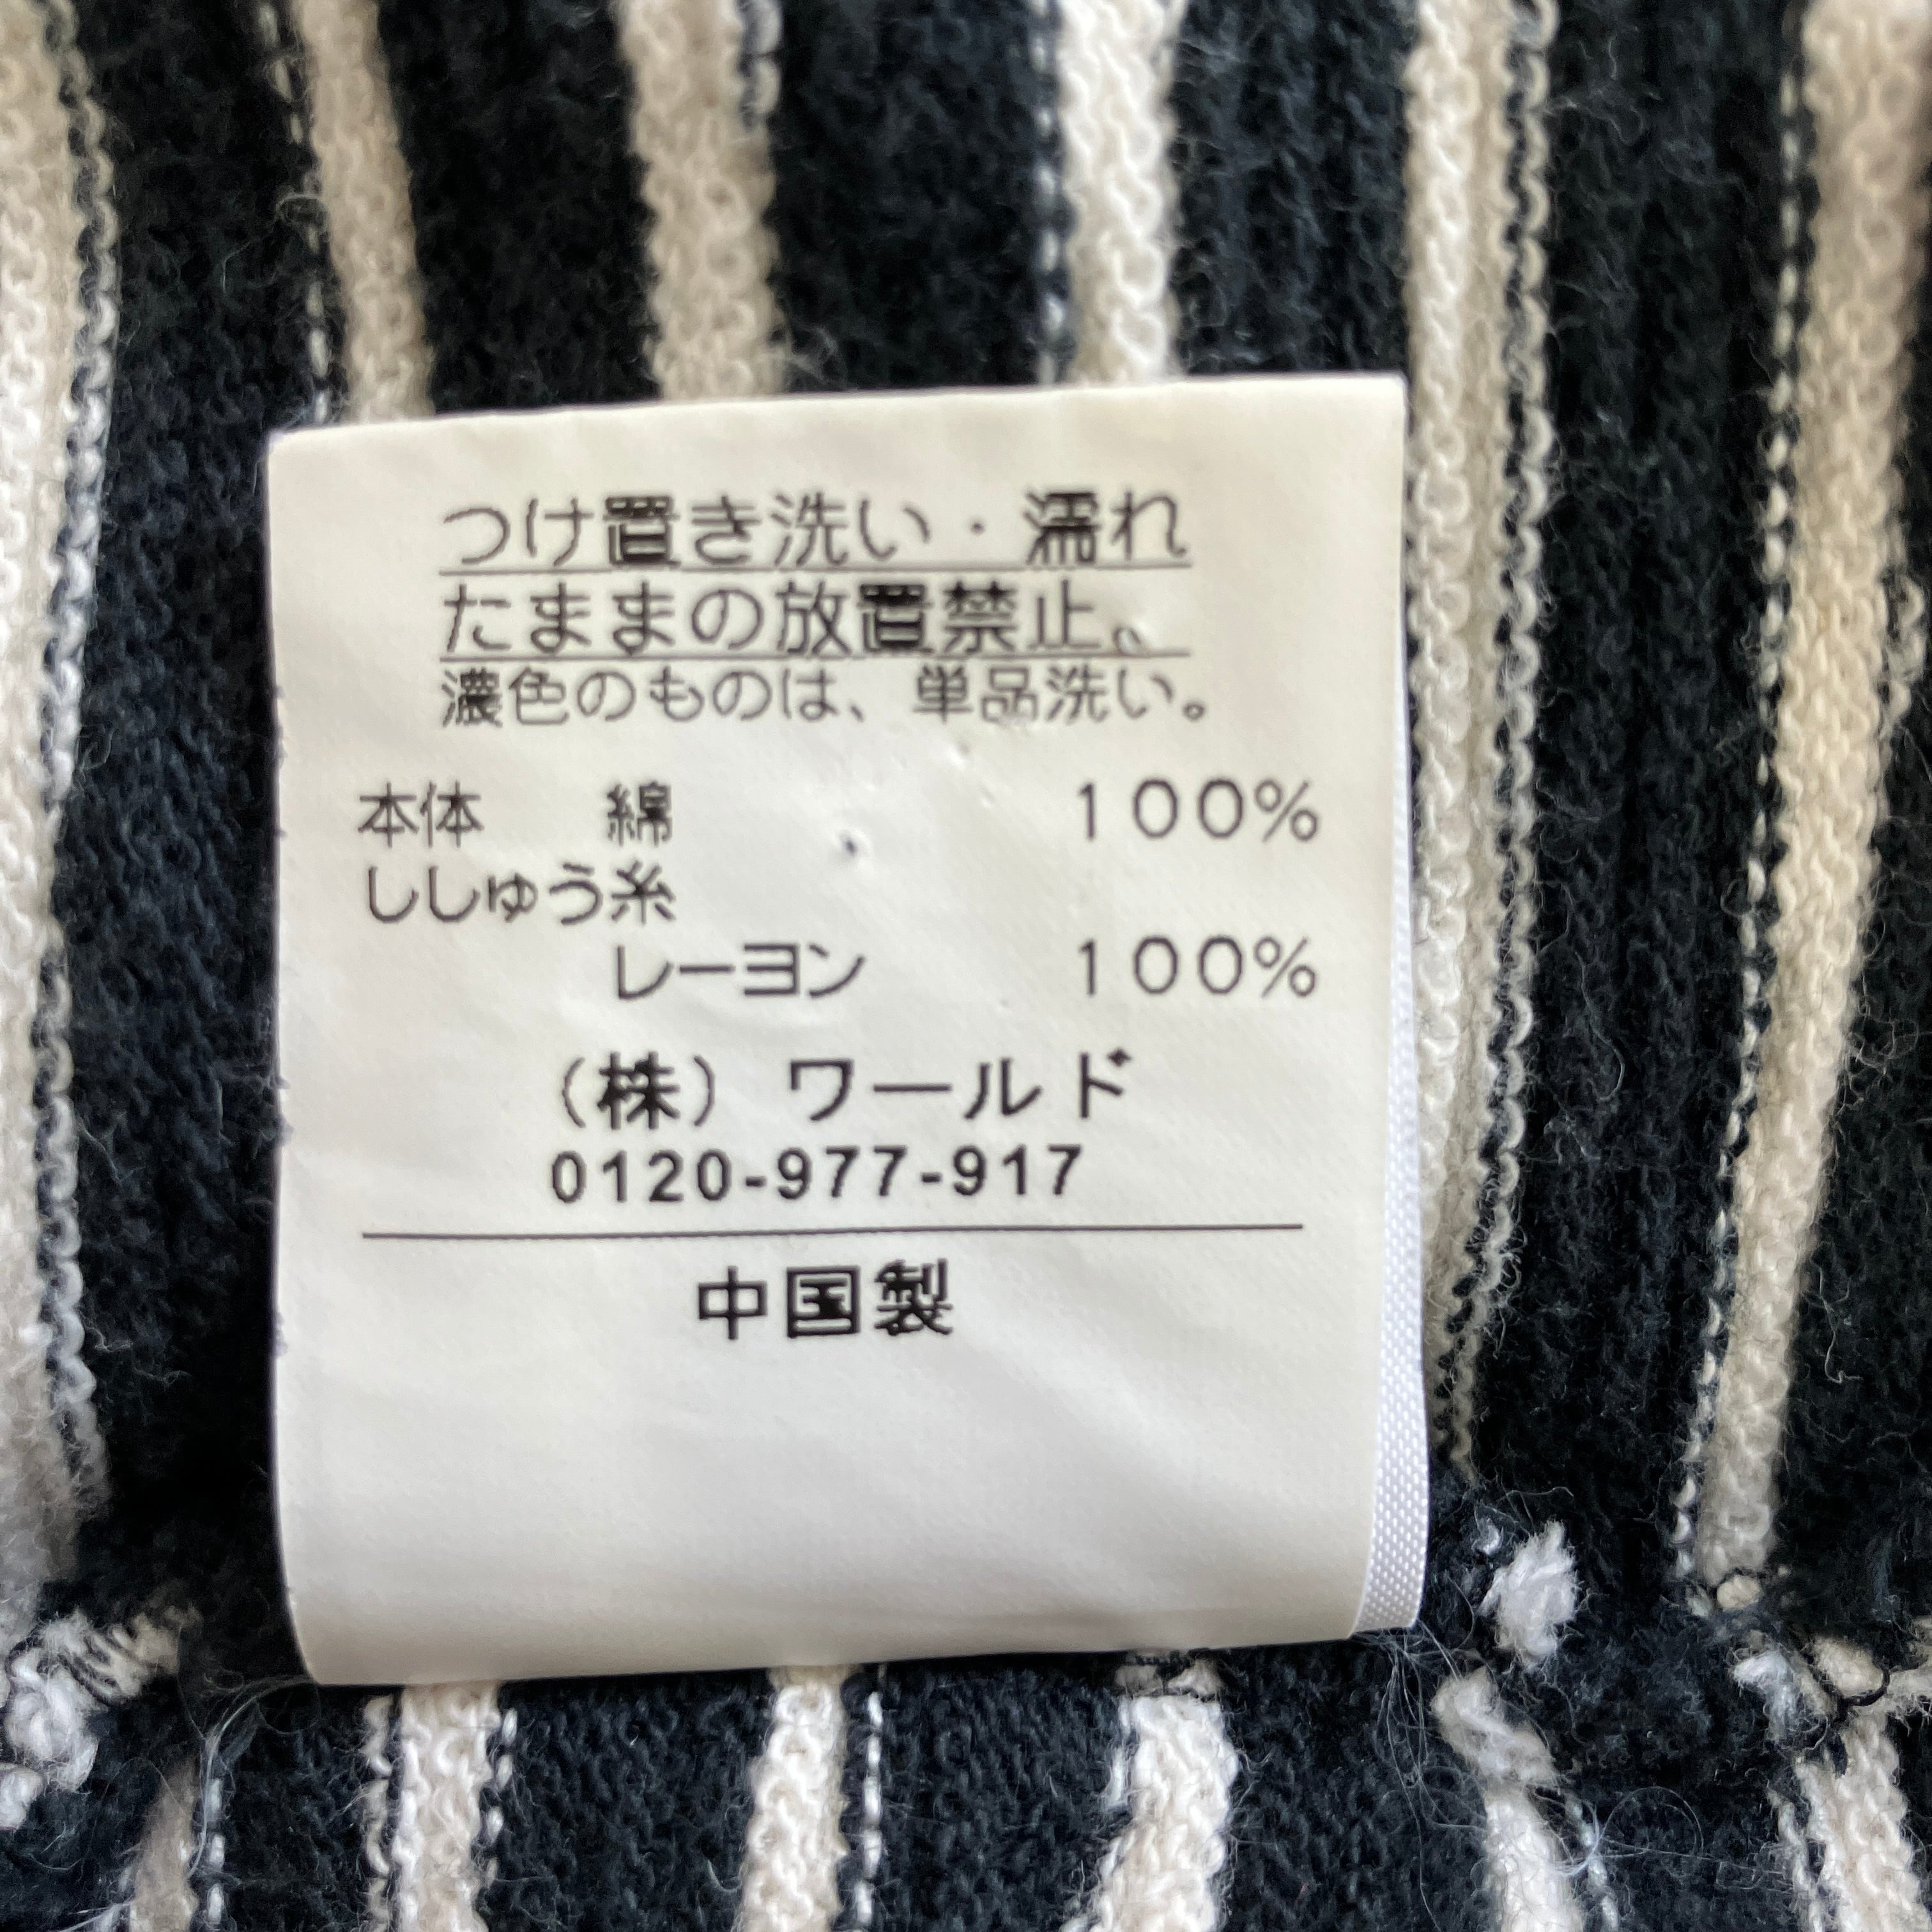 つけ置き洗い・濡れ
たままの放置禁止。
濃色のものは、単品洗い。
本体 綿 100%
ししゅう糸
レーヨン 100%
(株) ワールド
0120-977-917
中国製